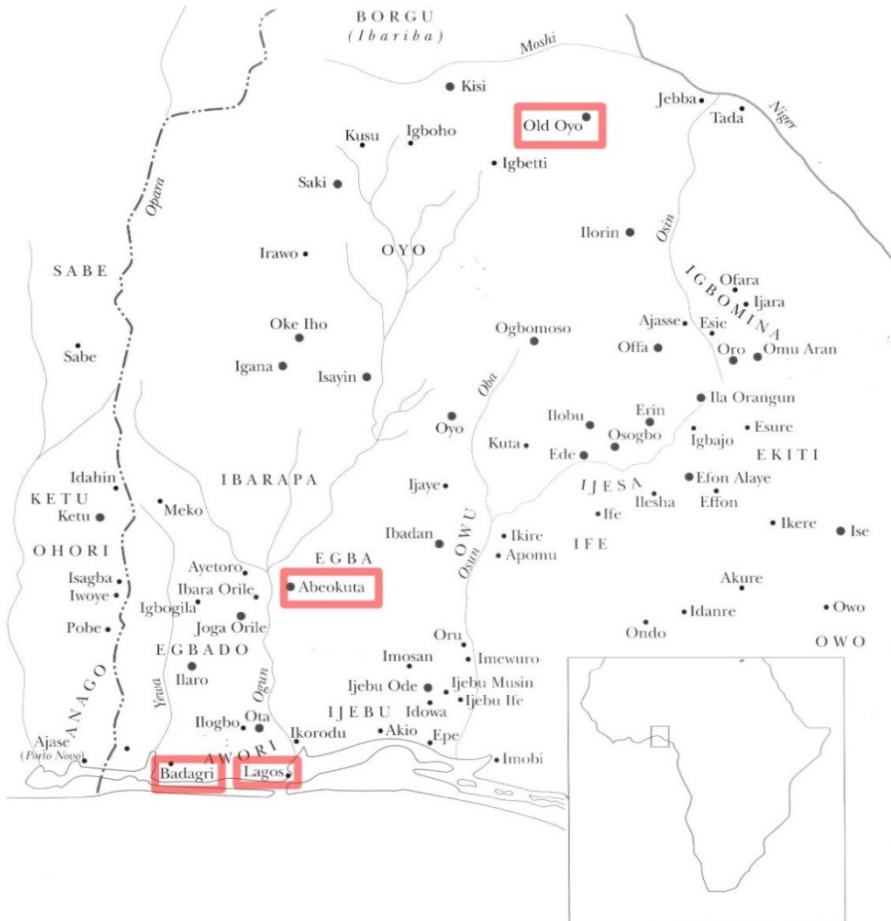 BORGU
(Ibariba)
Moshi
Kisi
Jebba
Tada
Niger
Old Oyo
Kusu
Igboho
Igbetti
Saki
Opara
Ilorin
Osin
Irawo
OYO
SABE
IGBOMINA
Ofara
Ijara
Sabe
Oke Iho
Ogbomoso
Ajasse
Esie
Offa
Oro
Omu Aran
Igana
Isayin
Oba
Ila Orangun
Oyo
Ilobu
Erin
Kuta
Osogbo
Igbajo
Esure
Ede
EKITI
Idahin
IBARAPA
Ijaye
IJESA
Efon Alaye
KETU
Meko
Ilesha
Effon
Ketu
Ife
OWU
Ibadan
Ikire
IFE
Ikere
Ise
OHORI
EGBA
Osun
Apomu
Ayetoro
Isagba
Iwoye
Ibara Orile
Abeokuta
Akure
Igbogila
Idanre
Owo
Pobe
Joga Orile
Ondo
Oru
OWO
EGBADO
Imosan
Imewuro
Ilaro
ANAGO
Yewa
Ogun
Ijebu Ode
Ijebu Musin
Ijebu Ife
Idowa
IJEBU
Ilogbo
Ota
Ikorodu
Akio
Epe
AWORI
Ajase
(Porto Novo)
Imobi
Badagri
Lagos